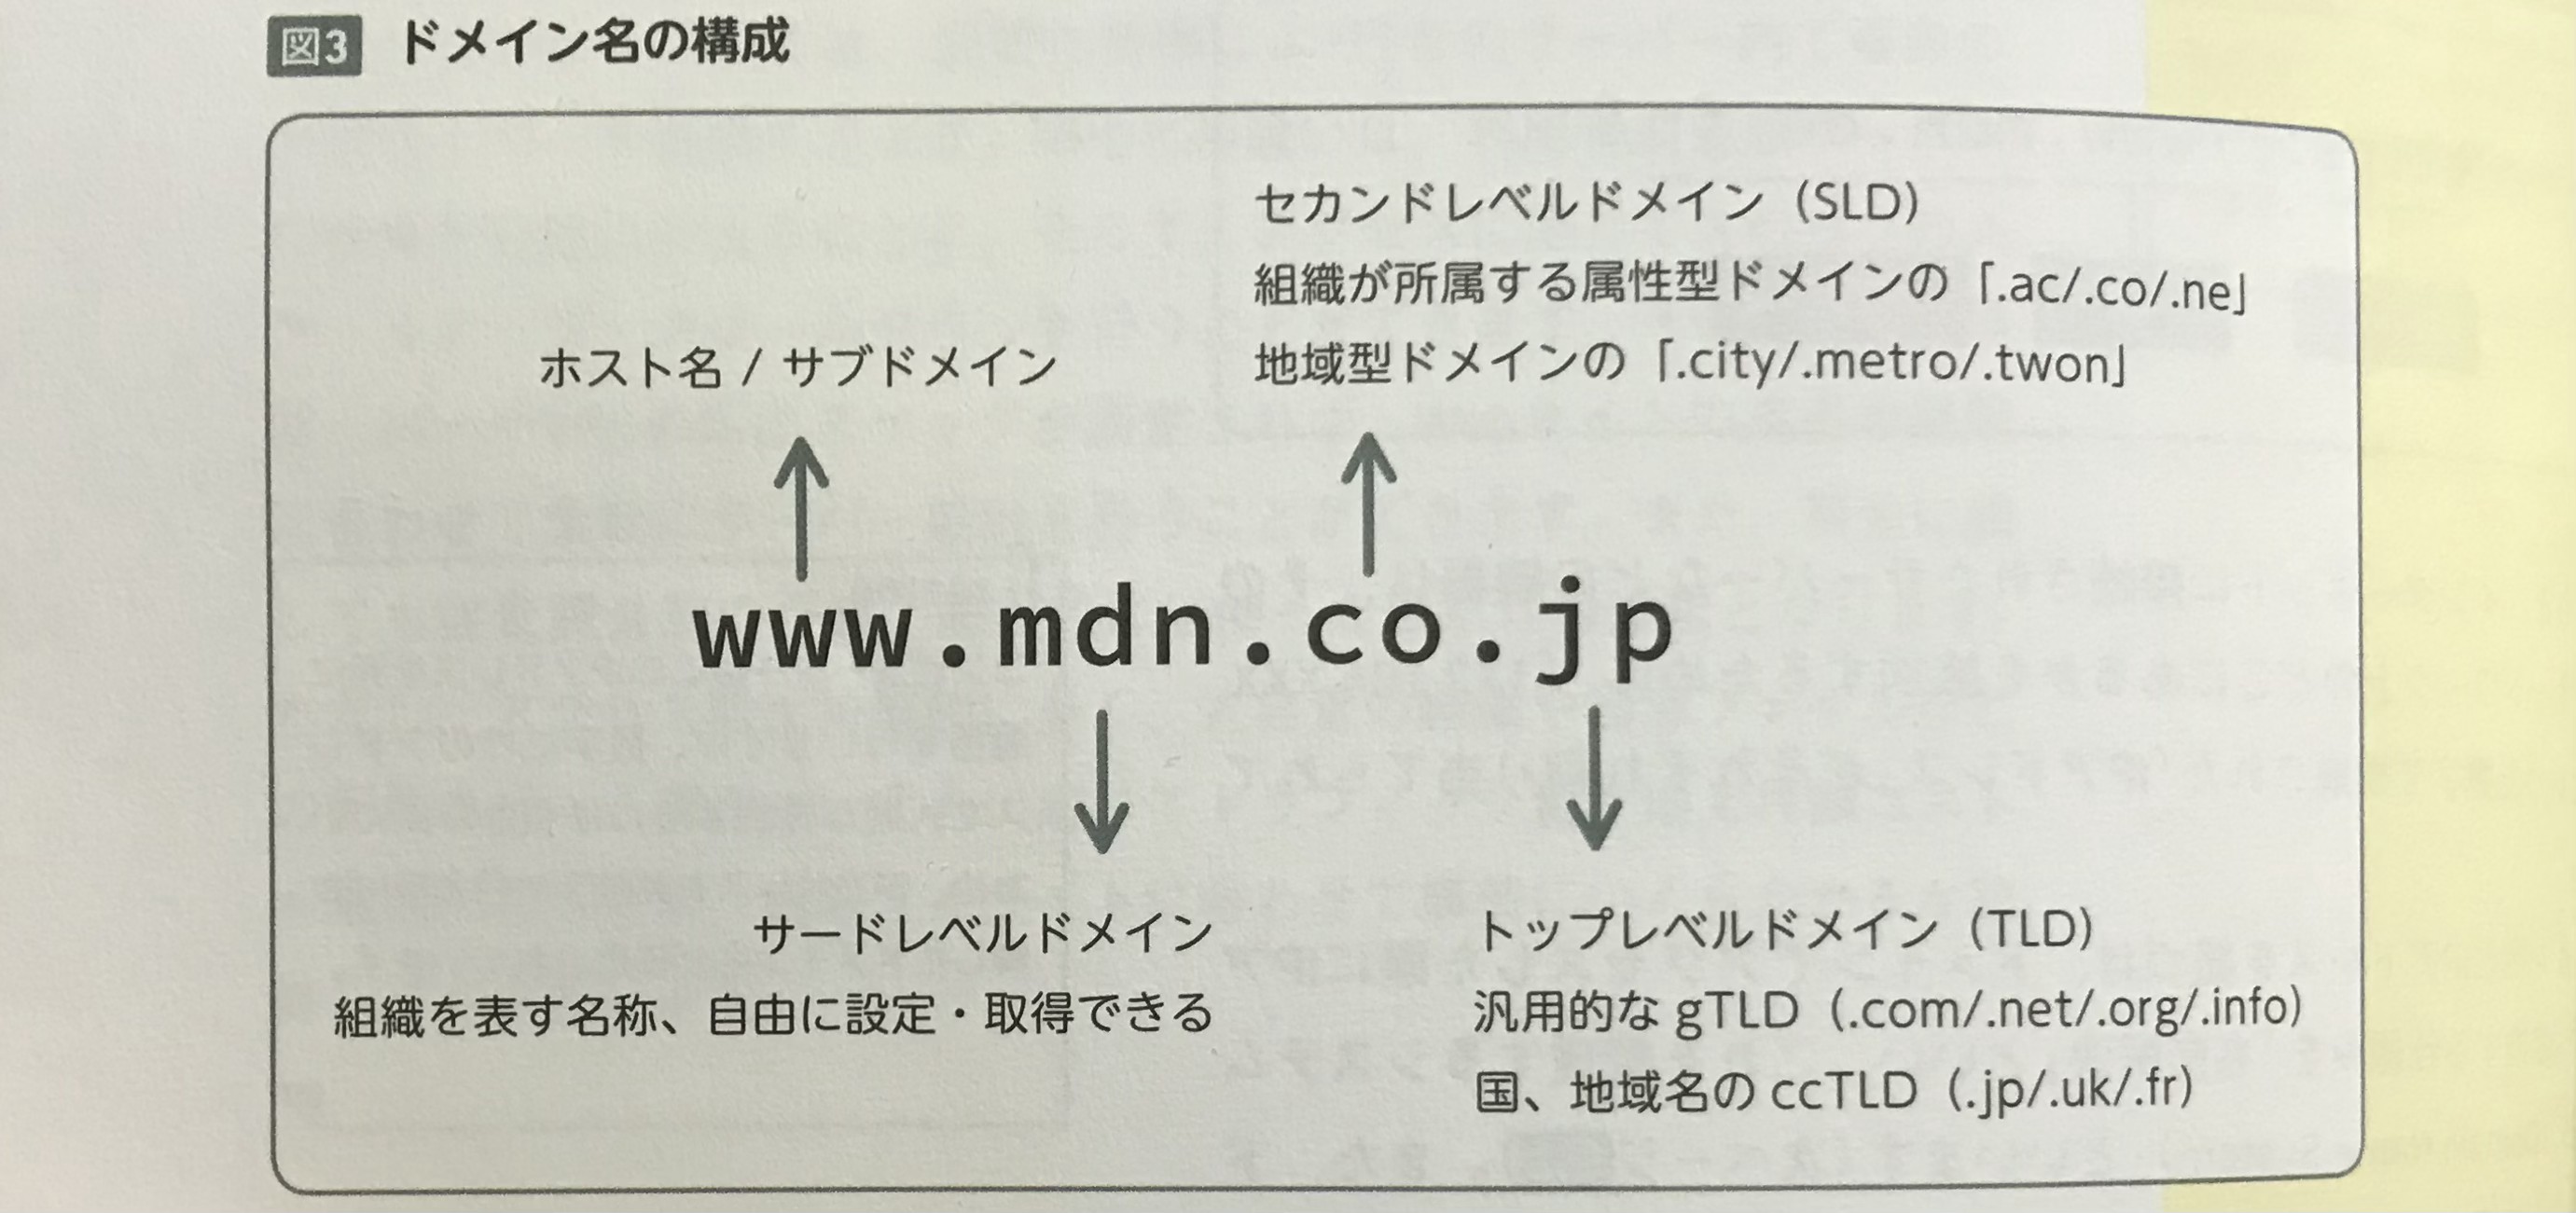 図3 ドメイン名の構成
セカンドレベルドメイン（SLD）
組織が所属する属性型ドメインの「.ac/.co/.ne」
地域型ドメインの「.city/.metro/.twon」
ホスト名 / サブドメイン
www.mdn.co.jp
サードレベルドメイン
組織を表す名称、自由に設定・取得できる
トップレベルドメイン（TLD）
汎用的な gTLD（.com/.net/.org/.info）
国、地域名の ccTLD（.jp/.uk/.fr）